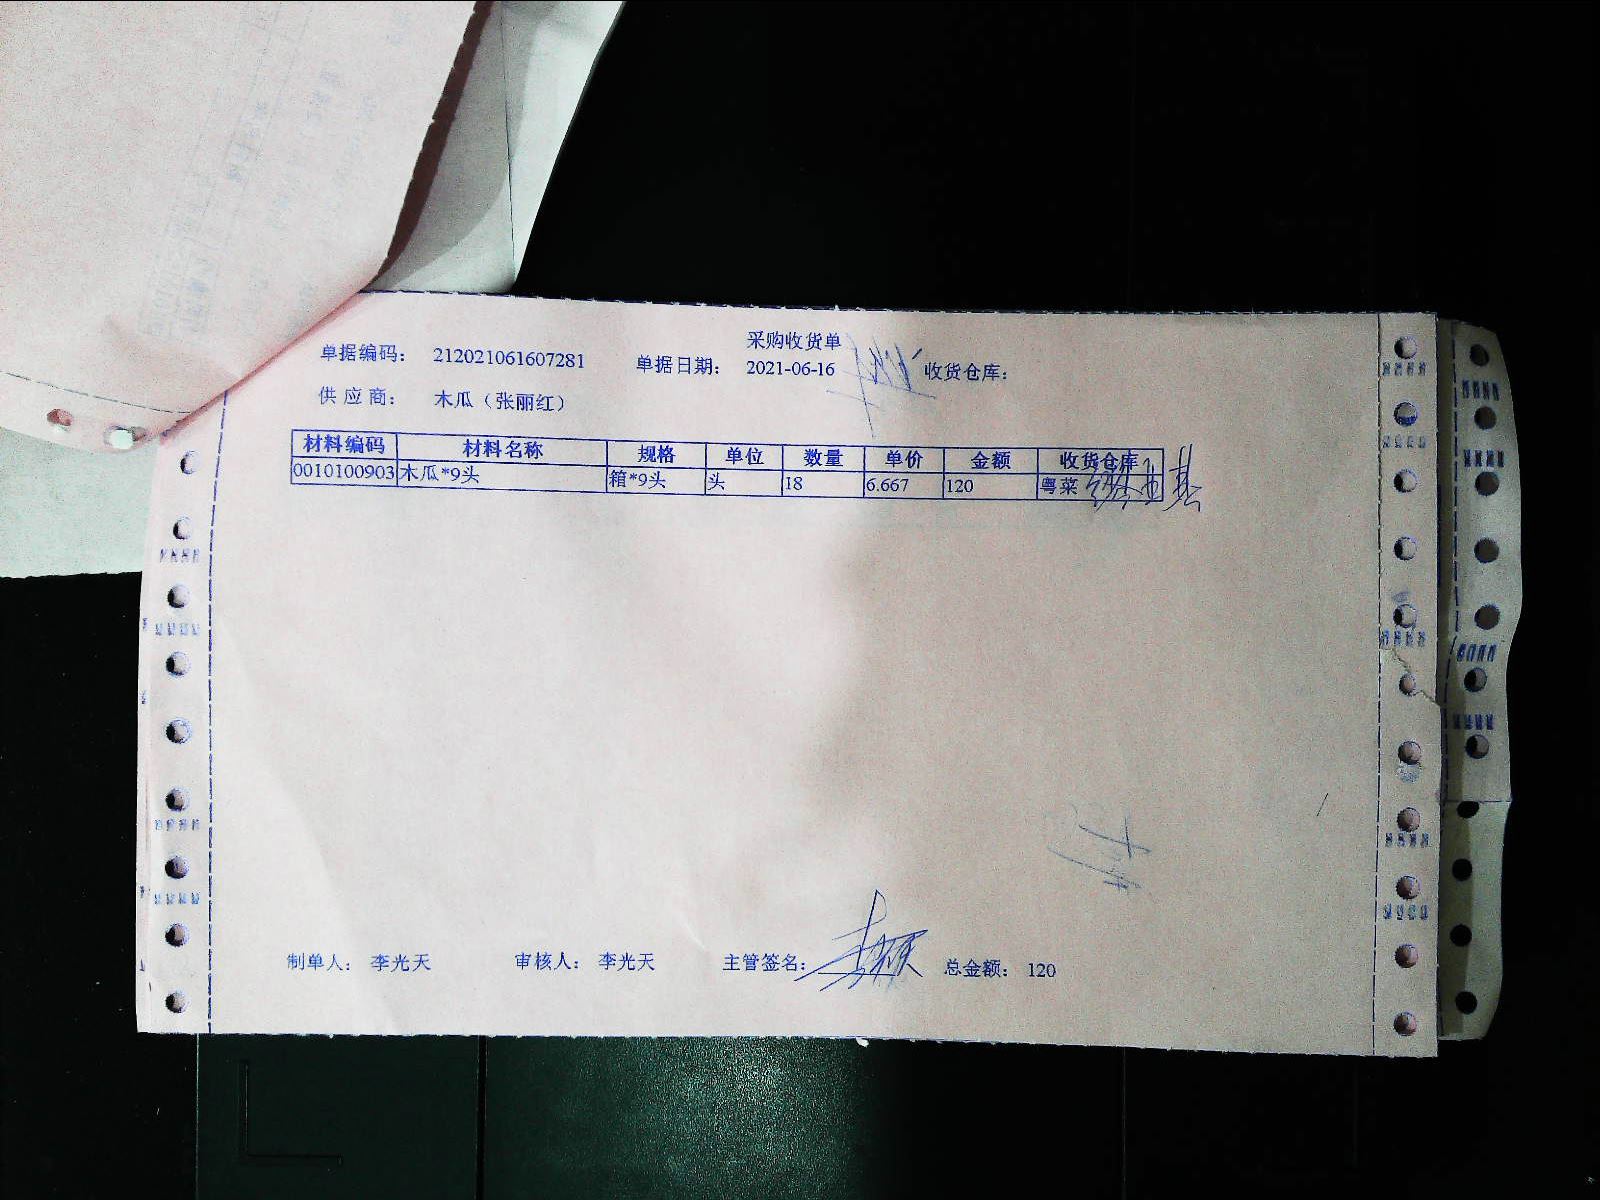 采购收货单
单据编码： 212021061607281 单据日期： 2021-06-16 收货仓库：
供应商： 木瓜（张丽红）
材料编码 材料名称 规格 单位 数量 单价 金额 收货仓库
0010100903 木瓜*9头 箱*9头 头 18 6.667 120 粤菜
制单人： 李光天 审核人： 李光天 主管签名： 总金额： 120